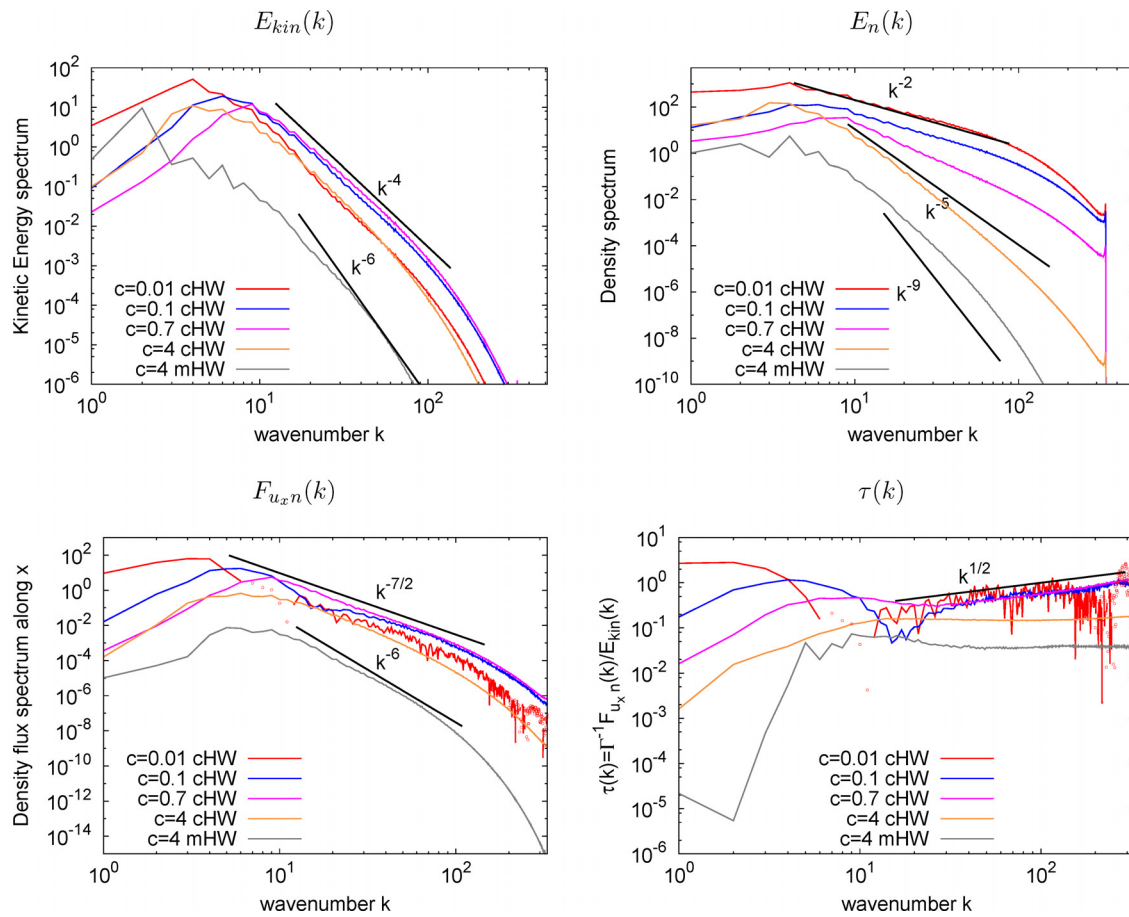 E_{kin}(k)
Kinetic Energy spectrum
10^2
10^1
10^0
10^{-1}
10^{-2}
10^{-3}
10^{-4}
10^{-5}
10^{-6}
k^{-4}
k^{-6}
c=0.01 cHW
c=0.1 cHW
c=0.7 cHW
c=4 cHW
c=4 mHW
10^0 10^1 10^2
wavenumber k
E_n(k)
Density spectrum
10^2
10^0
10^{-2}
10^{-4}
10^{-6}
10^{-8}
10^{-10}
k^{-2}
k^{-5}
k^{-9}
c=0.01 cHW
c=0.1 cHW
c=0.7 cHW
c=4 cHW
c=4 mHW
10^0 10^1 10^2
wavenumber k
F_{u_x n}(k)
Density flux spectrum along x
10^2
10^0
10^{-2}
10^{-4}
10^{-6}
10^{-8}
10^{-10}
10^{-12}
10^{-14}
k^{-7/2}
k^{-6}
c=0.01 cHW
c=0.1 cHW
c=0.7 cHW
c=4 cHW
c=4 mHW
10^0 10^1 10^2
wavenumber k
τ(k)
τ(k)=Γ^{-1}F_{u_x n}(k)/E_{kin}(k)
10^1
10^0
10^{-1}
10^{-2}
10^{-3}
10^{-4}
10^{-5}
10^{-6}
k^{1/2}
c=0.01 cHW
c=0.1 cHW
c=0.7 cHW
c=4 cHW
c=4 mHW
10^0 10^1 10^2
wavenumber k